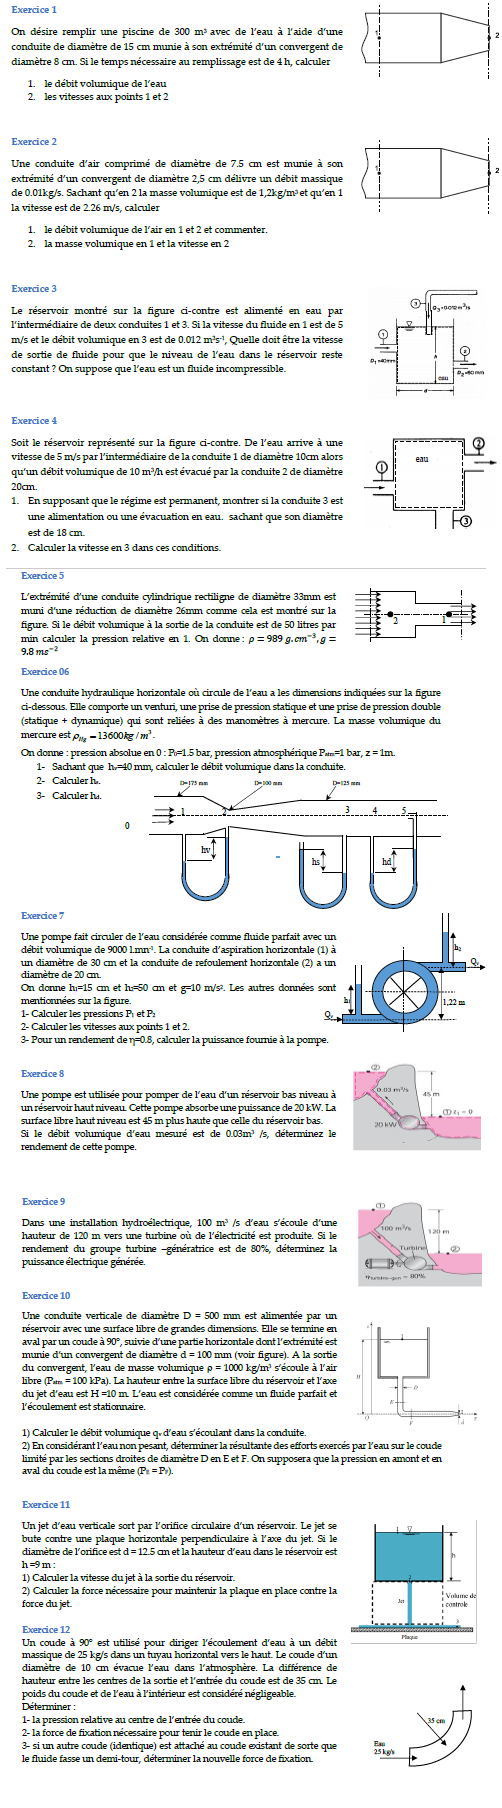 Exercice 1
On désire remplir une piscine de 300 m³ avec de l'eau à l'aide d'une
conduite de diamètre de 15 cm munie à son extrémité d'un convergent de
diamètre 8 cm. Si le temps nécessaire au remplissage est de 4 h, calculer
1. le débit volumique de l'eau
2. les vitesses aux points 1 et 2
1
2
Exercice 2
Une conduite d'air comprimé de diamètre de 7.5 cm est munie à son
extrémité d'un convergent de diamètre 2,5 cm délivre un débit massique
de 0.01kg/s. Sachant qu'en 2 la masse volumique est de 1,2kg/m³ et qu'en 1
la vitesse est de 2.26 m/s, calculer
1. le débit volumique de l'air en 1 et 2 et commenter.
2. la masse volumique en 1 et la vitesse en 2
1
2
Exercice 3
Le réservoir montré sur la figure ci-contre est alimenté en eau par
l'intermédiaire de deux conduites 1 et 3. Si la vitesse du fluide en 1 est de 5
m/s et le débit volumique en 3 est de 0.012 m³s⁻¹, Quelle doit être la vitesse
de sortie de fluide pour que le niveau de l'eau dans le réservoir reste
constant ? On suppose que l'eau est un fluide incompressible.
3
Q₃=0.012 m³/s
1
2
D₁=40mm
h
eau
d
Exercice 4
Soit le réservoir représenté sur la figure ci-contre. De l'eau arrive à une
vitesse de 5 m/s par l'intermédiaire de la conduite 1 de diamètre 10cm alors
qu'un débit volumique de 10 m³/h est évacué par la conduite 2 de diamètre
20cm.
1. En supposant que le régime est permanent, montrer si la conduite 3 est
une alimentation ou une évacuation en eau. sachant que son diamètre
est de 18 cm.
2. Calculer la vitesse en 3 dans ces conditions.
eau
1
2
3
Exercice 5
L'extrémité d'une conduite cylindrique rectiligne de diamètre 33mm est
muni d'une réduction de diamètre 26mm comme cela est montré sur la
figure. Si le débit volumique à la sortie de la conduite est de 50 litres par
min calculer la pression relative en 1. On donne : ρ = 989 g.cm⁻³, g =
9.8 ms⁻²
2
1
Exercice 06
Une conduite hydraulique horizontale où circule de l'eau a les dimensions indiquées sur la figure
ci-dessous. Elle comporte un venturi, une prise de pression statique et une prise de pression double
(statique + dynamique) qui sont reliées à des manomètres à mercure. La masse volumique du
mercure est ρHg = 13600kg / m³.
On donne : pression absolue en 0 : P₀=1.5 bar, pression atmosphérique Patm=1 bar, z = 1m.
1- Sachant que hv=40 mm, calculer le débit volumique dans la conduite.
2- Calculer hs.
3- Calculer hd.
D=175 mm
D=100 mm
D=125 mm
0
1
2
3
4
5
hv
hs
hd
Exercice 7
Une pompe fait circuler de l'eau considérée comme fluide parfait avec un
débit volumique de 9000 l.mn⁻¹. La conduite d'aspiration horizontale (1) à
un diamètre de 30 cm et la conduite de refoulement horizontale (2) a un
diamètre de 20 cm.
On donne h₁=15 cm et h₂=50 cm et g=10 m/s². Les autres données sont
mentionnées sur la figure.
1- Calculer les pressions P₁ et P₂
2- Calculer les vitesses aux points 1 et 2.
3- Pour un rendement de η=0.8, calculer la puissance fournie à la pompe.
h₂
Qv
h₁
1,22 m
Qv
Exercice 8
Une pompe est utilisée pour pomper de l'eau d'un réservoir bas niveau à
un réservoir haut niveau. Cette pompe absorbe une puissance de 20 kW. La
surface libre haut niveau est 45 m plus haute que celle du réservoir bas.
Si le débit volumique d'eau mesuré est de 0.03m³ /s, déterminez le
rendement de cette pompe.
2
0.03 m³/s
45 m
1 z₁ = 0
20 kW
Exercice 9
Dans une installation hydroélectrique, 100 m³ /s d'eau s'écoule d'une
hauteur de 120 m vers une turbine où de l'électricité est produite. Si le
rendement du groupe turbine –génératrice est de 80%, déterminez la
puissance électrique générée.
1
100 m³/s
120 m
Turbine
2
ηturbine-gen = 80%
Exercice 10
Une conduite verticale de diamètre D = 500 mm est alimentée par un
réservoir avec une surface libre de grandes dimensions. Elle se termine en
aval par un coude à 90°, suivie d'une partie horizontale dont l'extrémité est
munie d'un convergent de diamètre d = 100 mm (voir figure). A la sortie
du convergent, l'eau de masse volumique ρ = 1000 kg/m³ s'écoule à l'air
libre (Patm = 100 kPa). La hauteur entre la surface libre du réservoir et l'axe
du jet d'eau est H =10 m. L'eau est considérée comme un fluide parfait et
l'écoulement est stationnaire.
1) Calculer le débit volumique qv d'eau s'écoulant dans la conduite.
2) En considérant l'eau non pesant, déterminer la résultante des efforts exercés par l'eau sur le coude
limité par les sections droites de diamètre D en E et F. On supposera que la pression en amont et en
aval du coude est la même (PE = PF).
H
D
E
F
d
Exercice 11
Un jet d'eau verticale sort par l'orifice circulaire d'un réservoir. Le jet se
bute contre une plaque horizontale perpendiculaire à l'axe du jet. Si le
diamètre de l'orifice est d = 12.5 cm et la hauteur d'eau dans le réservoir est
h =9 m :
1) Calculer la vitesse du jet à la sortie du réservoir.
2) Calculer la force nécessaire pour maintenir la plaque en place contre la
force du jet.
h
2
Jet
Volume de
controle
3
Plaque
Exercice 12
Un coude à 90° est utilisé pour diriger l'écoulement d'eau à un débit
massique de 25 kg/s dans un tuyau horizontal vers le haut. Le coude d'un
diamètre de 10 cm évacue l'eau dans l'atmosphère. La différence de
hauteur entre les centres de la sortie et l'entrée du coude est de 35 cm. Le
poids du coude et de l'eau à l'intérieur est considéré négligeable.
Déterminer :
1- la pression relative au centre de l'entrée du coude.
2- la force de fixation nécessaire pour tenir le coude en place.
3- si un autre coude (identique) est attaché au coude existant de sorte que
le fluide fasse un demi-tour, déterminer la nouvelle force de fixation.
35 cm
Eau
25 kg/s